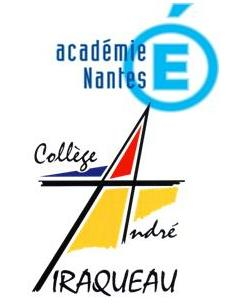 académie
Nantes É
Collège
André
TIRAQUEAU